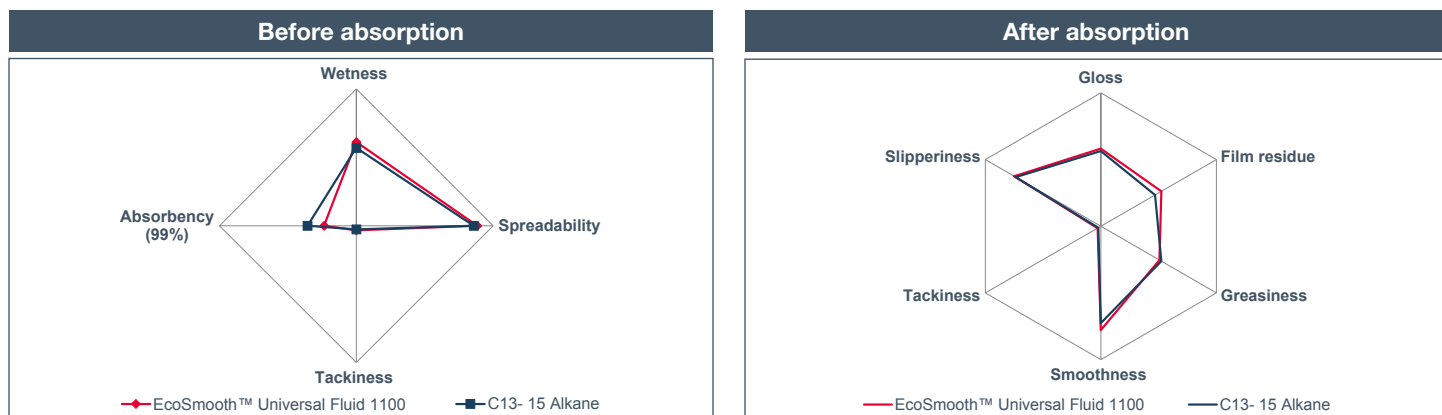 Before absorption
Wetness
Absorbency
(99%)
Spreadability
Tackiness
EcoSmooth™ Universal Fluid 1100
C13- 15 Alkane
After absorption
Gloss
Slipperiness
Film residue
Tackiness
Greasiness
Smoothness
EcoSmooth™ Universal Fluid 1100
C13- 15 Alkane